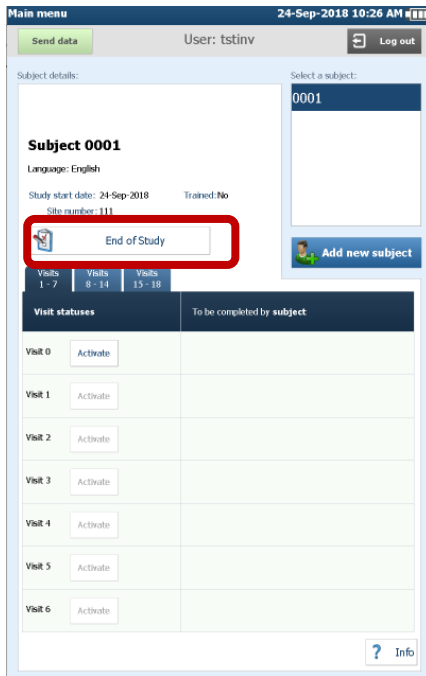 Main menu 24-Sep-2018 10:26 AM
Send data User: tstinv Log out
Subject details: Select a subject:
0001
Subject 0001
Language: English
Study start date: 24-Sep-2018 Trained: No
Site number: 111
End of Study
Add new subject
Visits 1 - 7
Visits 8 - 14
Visits 15 - 18
Visit statuses To be completed by subject
Visit 0 Activate
Visit 1 Activate
Visit 2 Activate
Visit 3 Activate
Visit 4 Activate
Visit 5 Activate
Visit 6 Activate
? Info